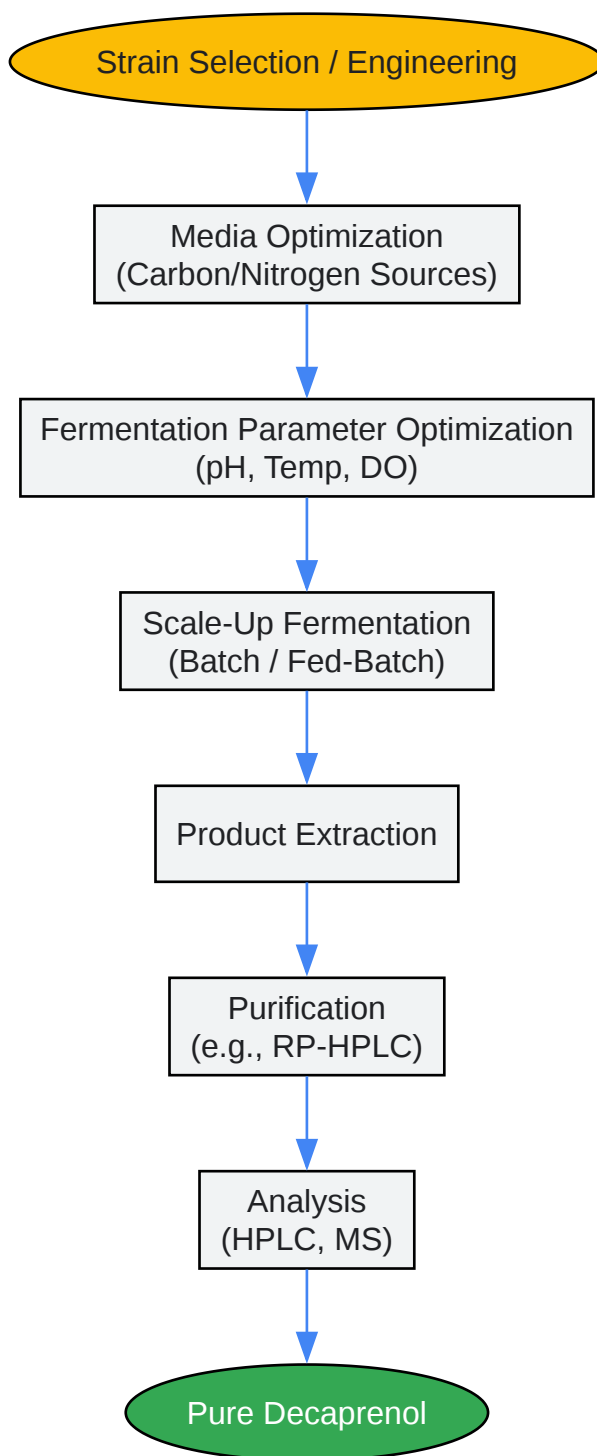 Strain Selection / Engineering
Media Optimization
(Carbon/Nitrogen Sources)
Fermentation Parameter Optimization
(pH, Temp, DO)
Scale-Up Fermentation
(Batch / Fed-Batch)
Product Extraction
Purification
(e.g., RP-HPLC)
Analysis
(HPLC, MS)
Pure Decaprenol